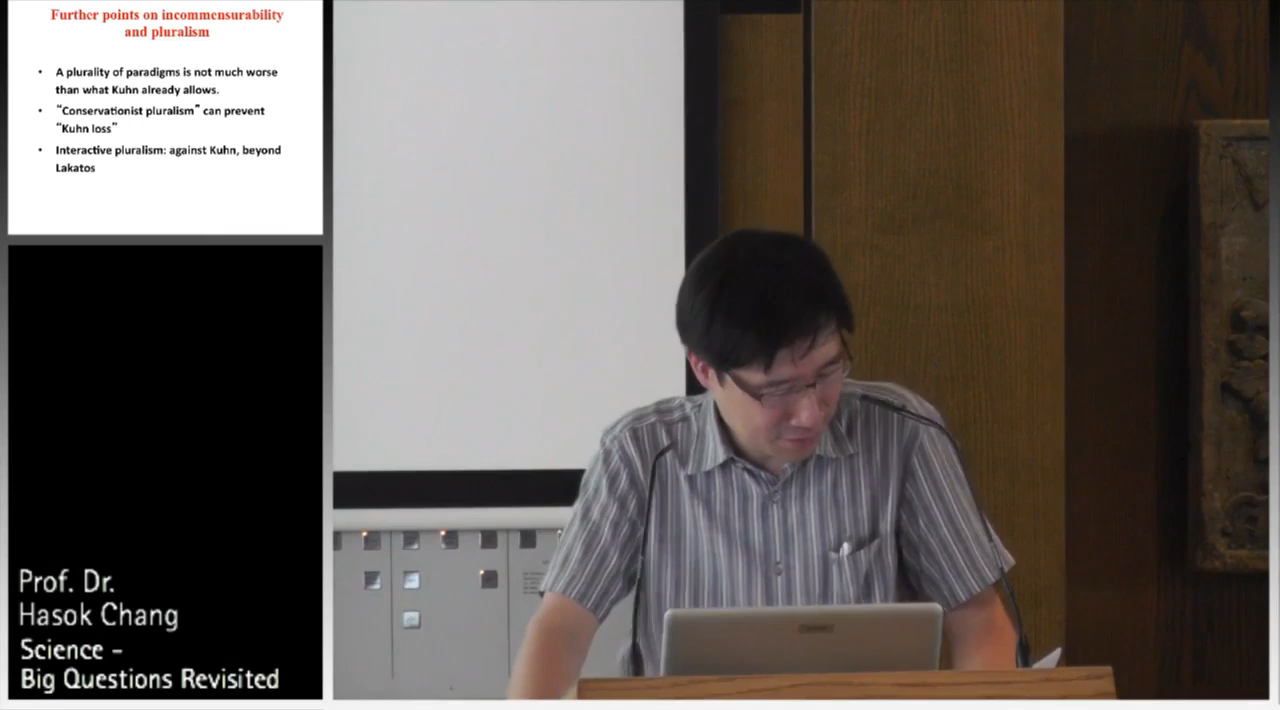 Further points on incommensurability
and pluralism
• A plurality of paradigms is not much worse
than what Kuhn already allows.
• “Conservationist pluralism” can prevent
“Kuhn loss”
• Interactive pluralism: against Kuhn, beyond
Lakatos
Prof. Dr.
Hasok Chang
Science -
Big Questions Revisited